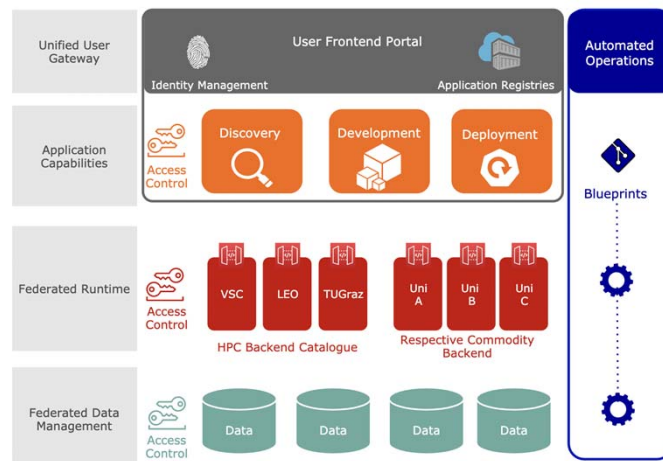 Unified User
Gateway
User Frontend Portal
Identity Management
Application Registries
Automated
Operations
Application
Capabilities
Access
Control
Discovery
Development
Deployment
Blueprints
Federated Runtime
Access
Control
VSC
LEO
TUGraz
Uni
A
Uni
B
Uni
C
HPC Backend Catalogue
Respective Commodity
Backend
Federated Data
Management
Access
Control
Data
Data
Data
Data